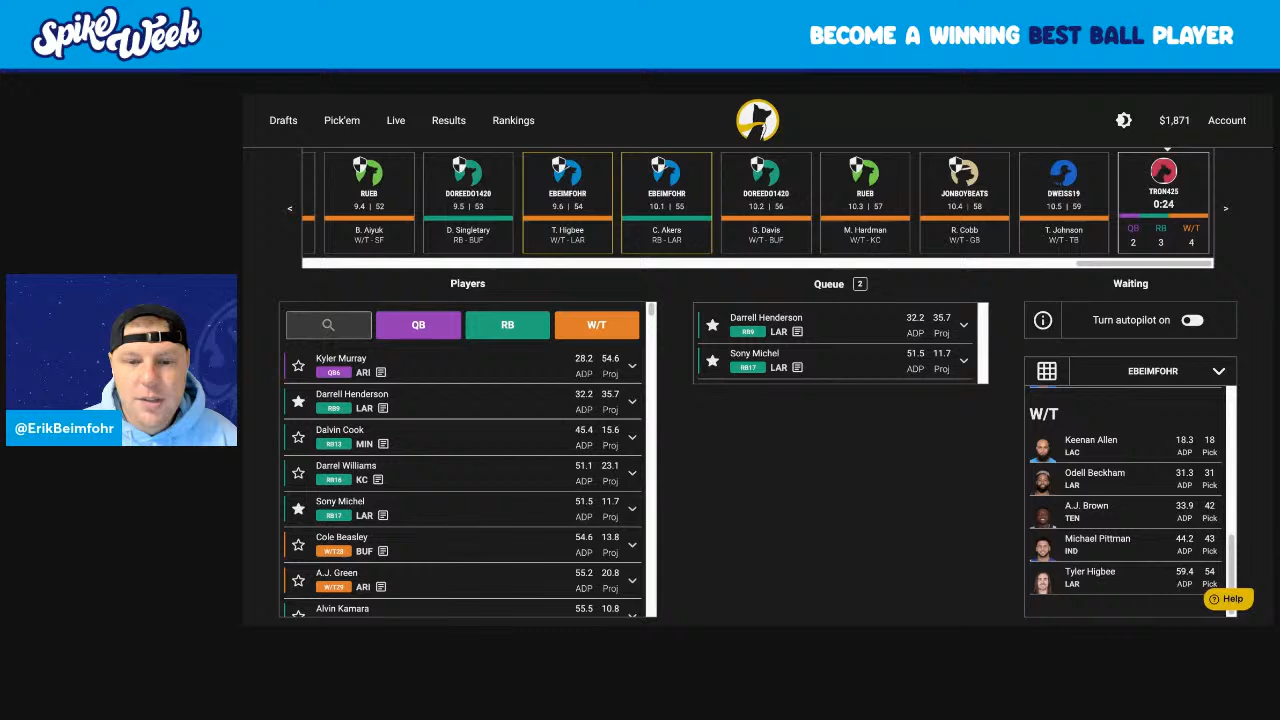 Spike Week
BECOME A WINNING BEST BALL PLAYER
Drafts
Pick'em
Live
Results
Rankings
$1,871
Account
<
RUEB
9.4 | 52
B. Aiyuk
W/T - SF
DOREEDO1420
9.5 | 53
D. Singletary
RB - BUF
EBEIMFOHR
9.6 | 54
T. Higbee
W/T - LAR
EBEIMFOHR
10.1 | 55
C. Akers
RB - LAR
DOREEDO1420
10.2 | 56
G. Davis
W/T - BUF
RUEB
10.3 | 57
M. Hardman
W/T - KC
JONBOYBEATS
10.4 | 58
R. Cobb
W/T - GB
DWEISS19
10.5 | 59
T. Johnson
W/T - TB
TRON425
0:24
QB RB W/T
2 3 4
>
Players
QB
RB
W/T
Kyler Murray 28.2 54.6
QB6 ARI ADP Proj
Darrell Henderson 32.2 35.7
RB9 LAR ADP Proj
Dalvin Cook 45.4 15.6
RB13 MIN ADP Proj
Darrel Williams 51.1 23.1
RB16 KC ADP Proj
Sony Michel 51.5 11.7
RB17 LAR ADP Proj
Cole Beasley 54.6 13.8
W/T28 BUF ADP Proj
A.J. Green 55.2 20.8
W/T29 ARI ADP Proj
Alvin Kamara 55.5 10.8
Queue 2
Darrell Henderson 32.2 35.7
RB9 LAR ADP Proj
Sony Michel 51.5 11.7
RB17 LAR ADP Proj
Waiting
Turn autopilot on
EBEIMFOHR
W/T
Keenan Allen 18.3 18
LAC ADP Pick
Odell Beckham 31.3 31
LAR ADP Pick
A.J. Brown 33.9 42
TEN ADP Pick
Michael Pittman 44.2 43
IND ADP Pick
Tyler Higbee 59.4 54
LAR ADP Pick
Help
@ErikBeimfohr